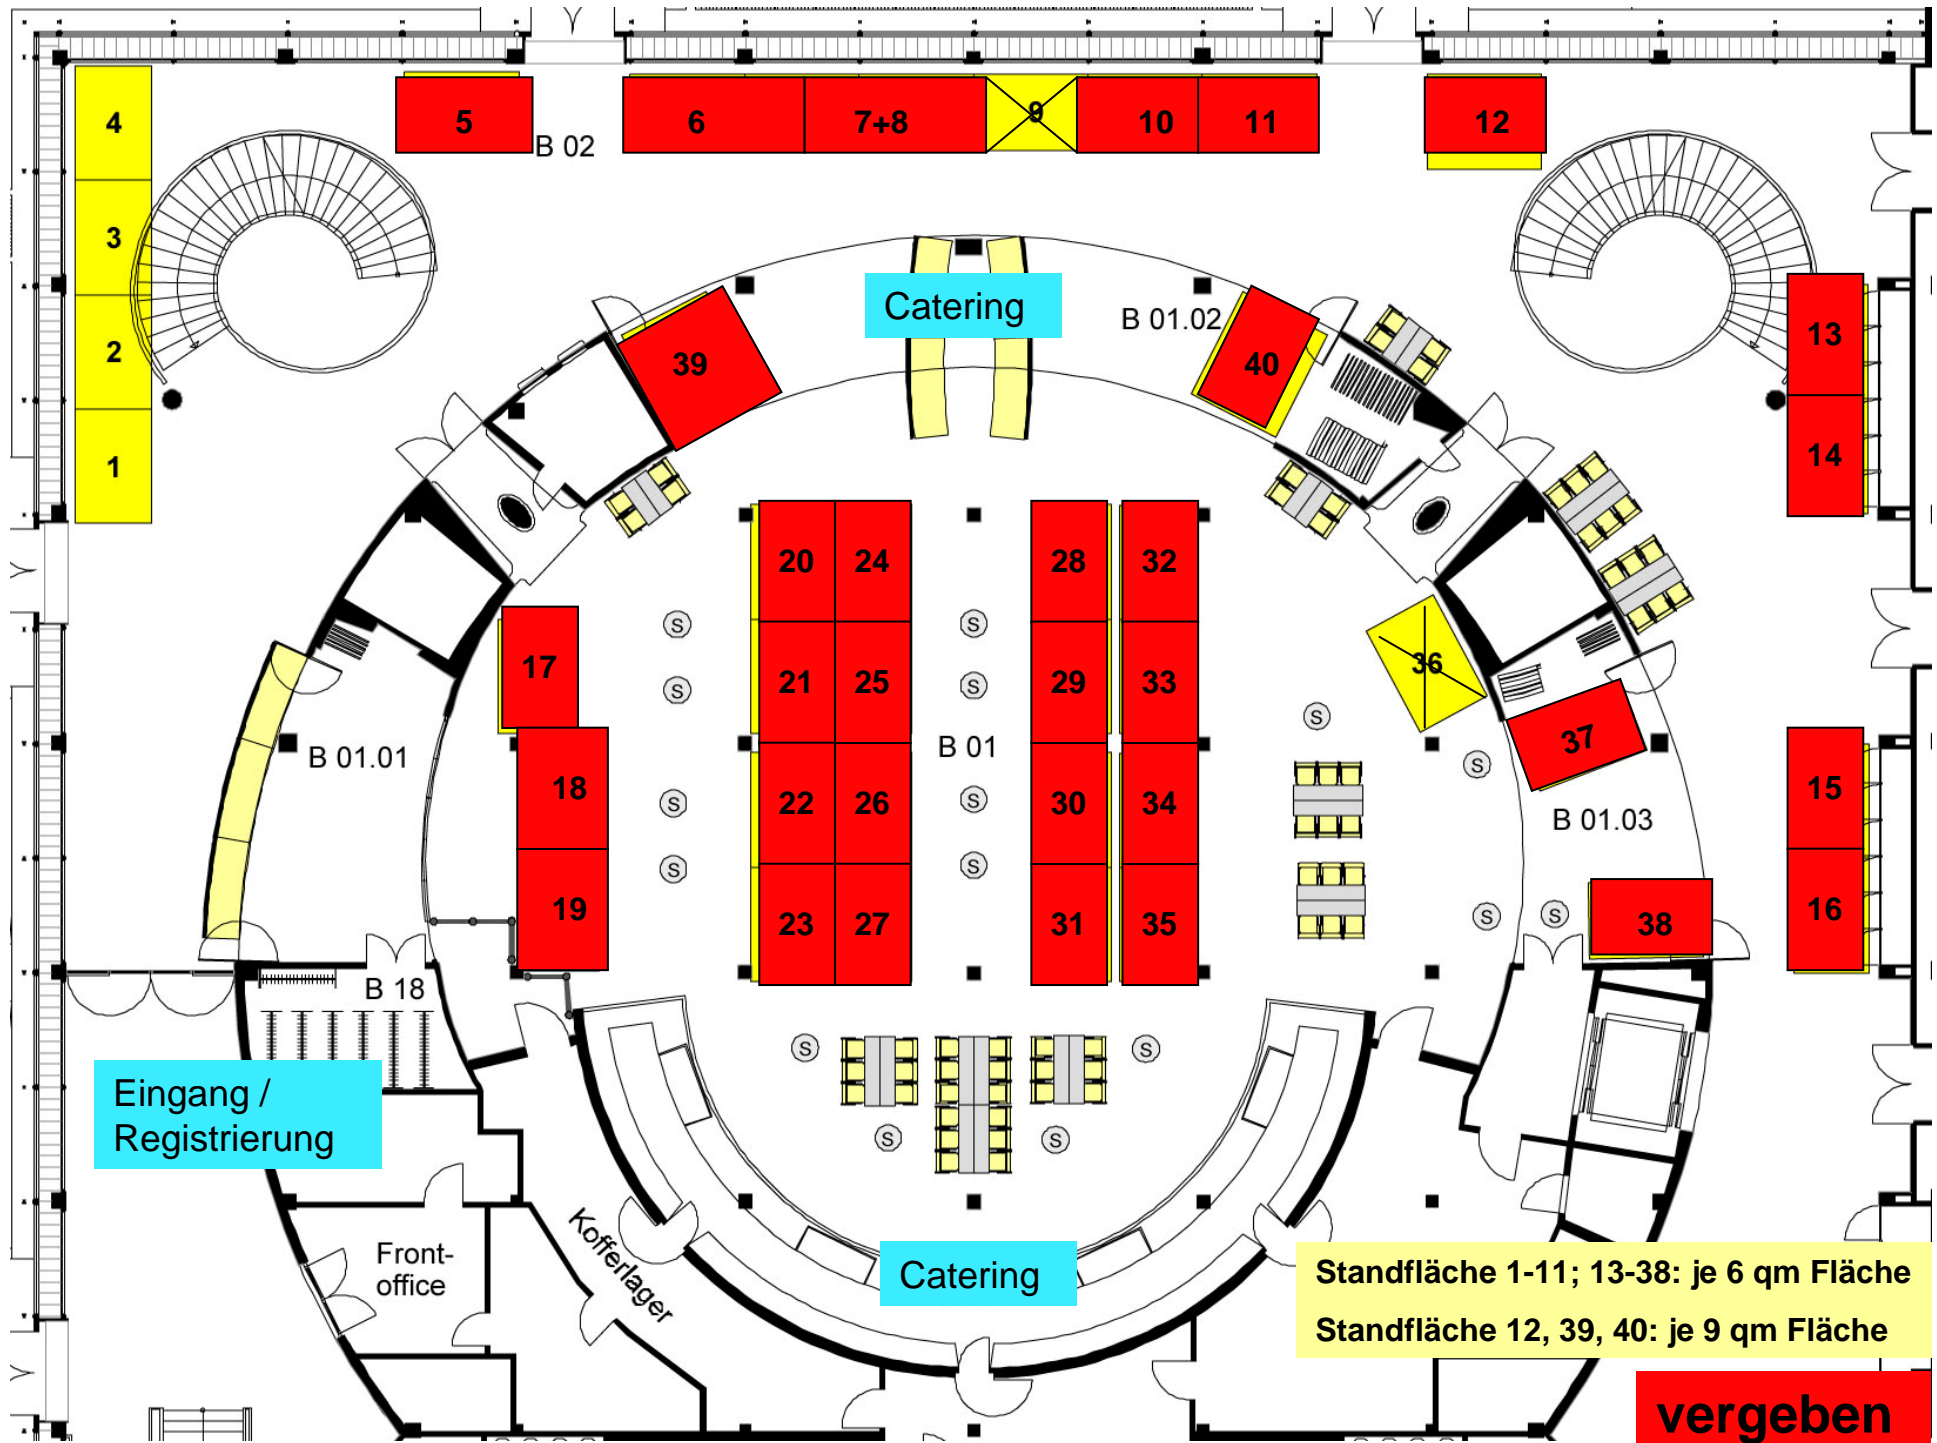 4
5
6
7+8
9
10
11
12
B 02
3
2
1
Catering
B 01.02
39
40
13
14
20
24
28
32
17
21
25
29
33
36
37
S
S
S
S
S
B 01.01
B 01
18
22
26
30
34
S
S
S
S
B 01.03
15
19
23
27
31
35
S
S
S
S
38
16
B 18
S
S
Eingang /
Registrierung
S
S
Front-
office
Kofferlager
Catering
Standfläche 1-11; 13-38: je 6 qm Fläche
Standfläche 12, 39, 40: je 9 qm Fläche
vergeben